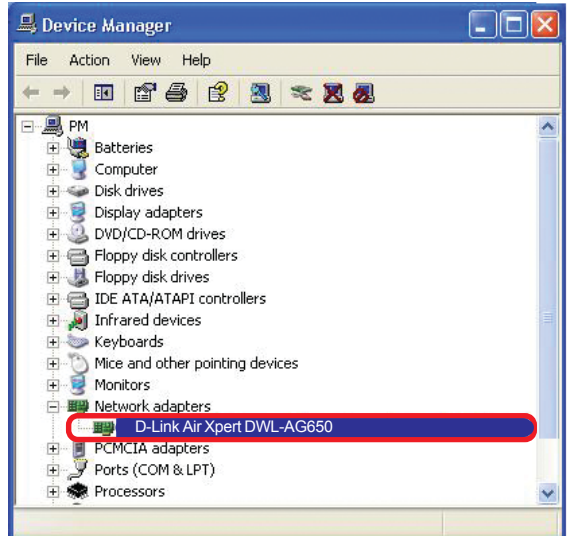 Device Manager
File Action View Help
PM
Batteries
Computer
Disk drives
Display adapters
DVD/CD-ROM drives
Floppy disk controllers
Floppy disk drives
IDE ATA/ATAPI controllers
Infrared devices
Keyboards
Mice and other pointing devices
Monitors
Network adapters
D-Link Air Xpert DWL-AG650
PCMCIA adapters
Ports (COM & LPT)
Processors